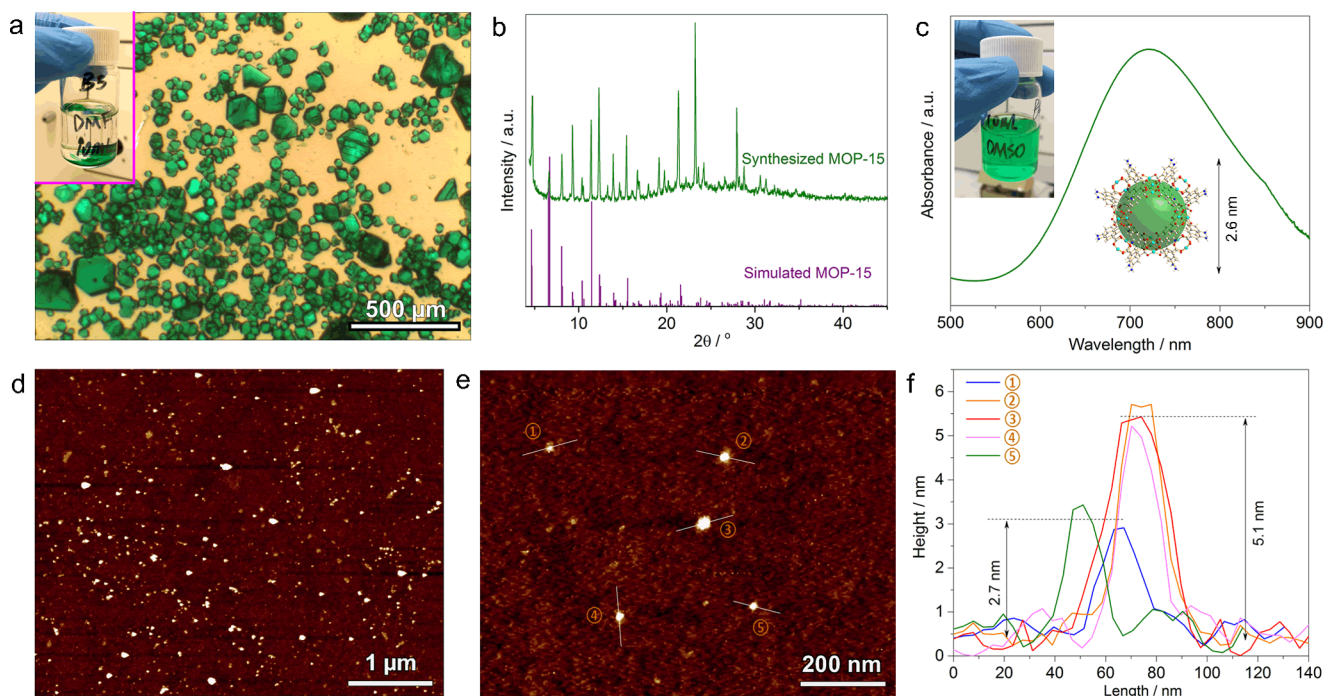 a
B5
DMF
10mL
500 µm
b
Intensity / a.u.
Synthesized MOP-15
Simulated MOP-15
10 20 30 40
2θ / °
c
Absorbance / a.u.
10mL
DMSO
2.6 nm
500 600 700 800 900
Wavelength / nm
d
1 µm
e
①
②
③
④
⑤
200 nm
f
Height / nm
6
5
4
3
2
1
0
①
②
③
④
⑤
2.7 nm
5.1 nm
0 20 40 60 80 100 120 140
Length / nm